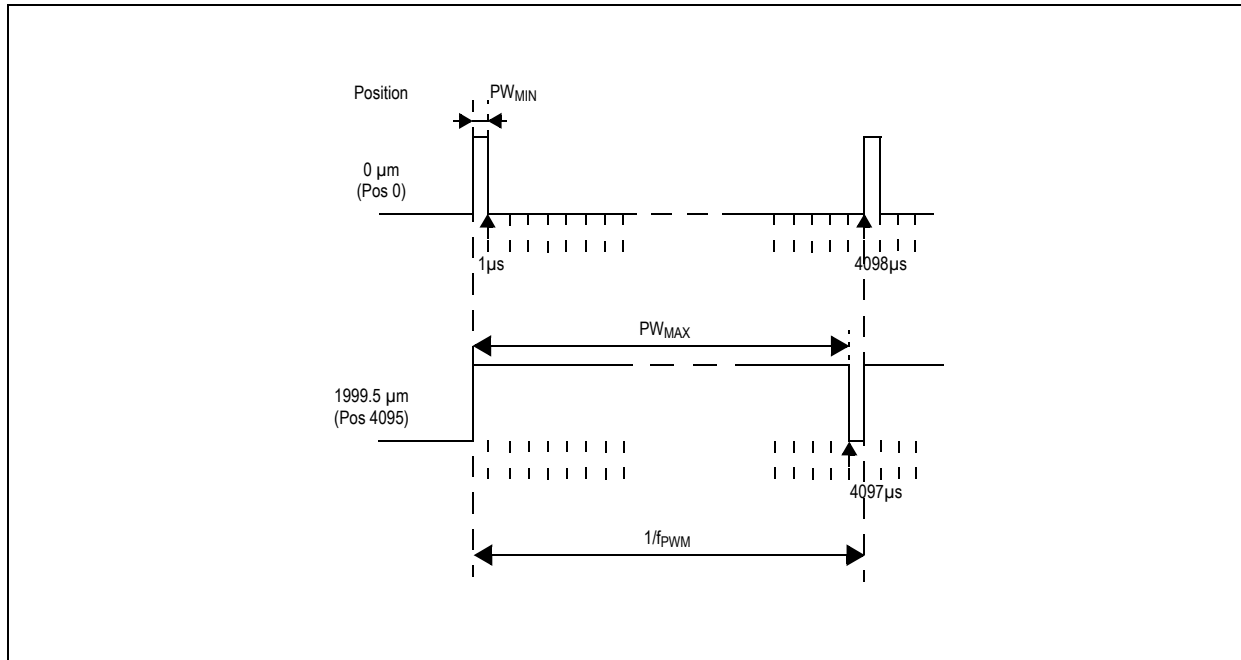 Position
PWMIN
0 µm
(Pos 0)
1µs
4098µs
PWMAX
1999.5 µm
(Pos 4095)
4097µs
1/fPWM